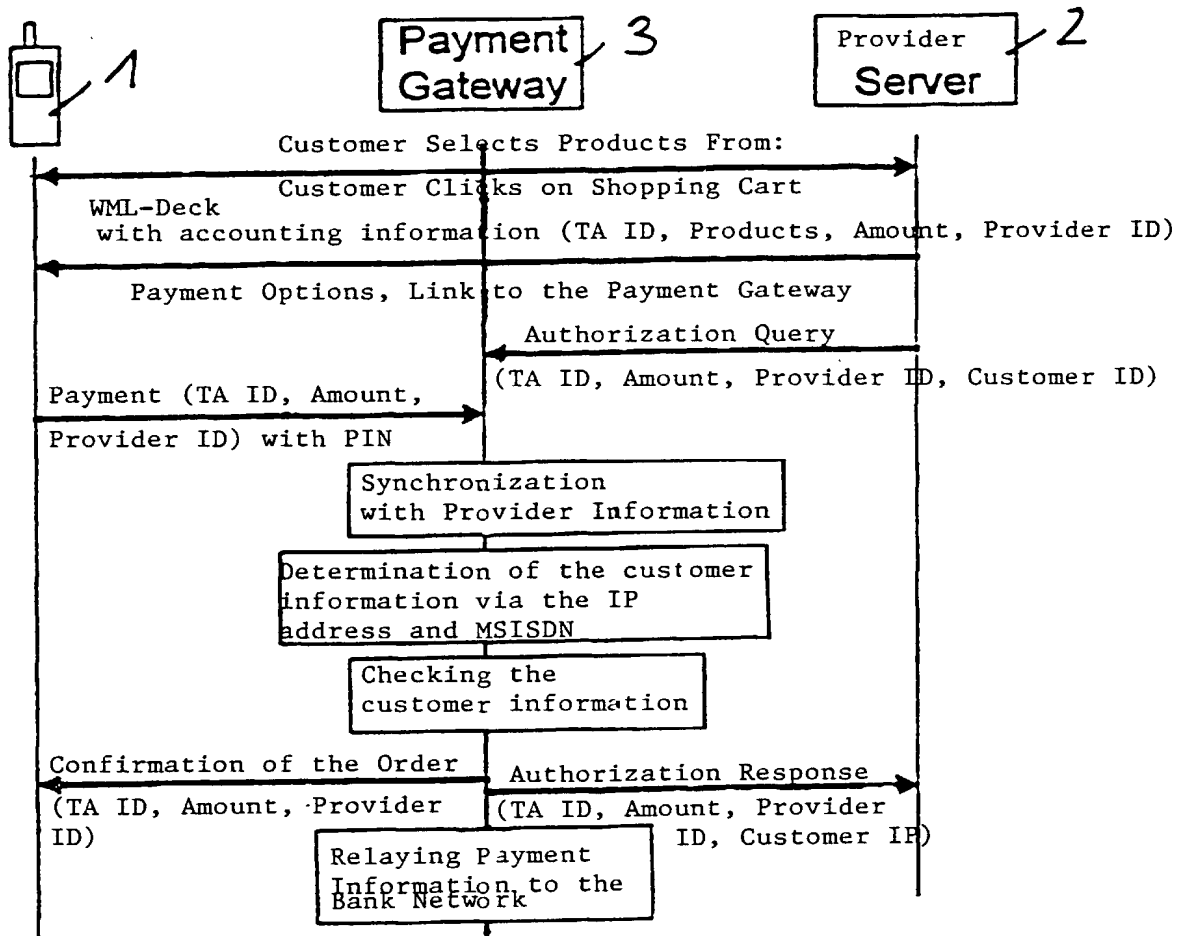 1
Payment
Gateway
3
Provider
Server
2
Customer Selects Products From:
Customer Clicks on Shopping Cart
WML-Deck
with accounting information (TA ID, Products, Amount, Provider ID)
Payment Options, Link to the Payment Gateway
Authorization Query
(TA ID, Amount, Provider ID, Customer ID)
Payment (TA ID, Amount,
Provider ID) with PIN
Synchronization
with Provider Information
Determination of the customer
information via the IP
address and MSISDN
Checking the
customer information
Confirmation of the Order
(TA ID, Amount, Provider
ID)
Authorization Response
(TA ID, Amount, Provider
ID, Customer IP)
Relaying Payment
Information to the
Bank Network